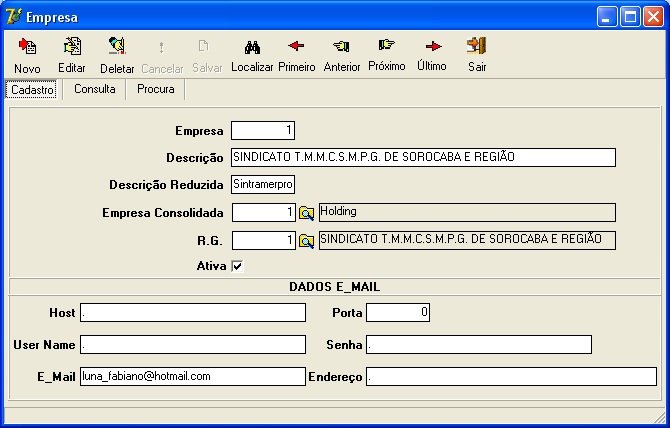 Empresa
Novo Editar Deletar Cancelar Salvar Localizar Primeiro Anterior Próximo Último Sair
Cadastro Consulta Procura
Empresa 1
Descrição SINDICATO T.M.M.C.S.M.P.G. DE SOROCABA E REGIÃO
Descrição Reduzida Sintramerpro
Empresa Consolidada 1 Holding
R.G. 1 SINDICATO T.M.M.C.S.M.P.G. DE SOROCABA E REGIÃO
Ativa
DADOS E_MAIL
Host . Porta 0
User Name . Senha .
E_Mail luna_fabiano@hotmail.com Endereço .